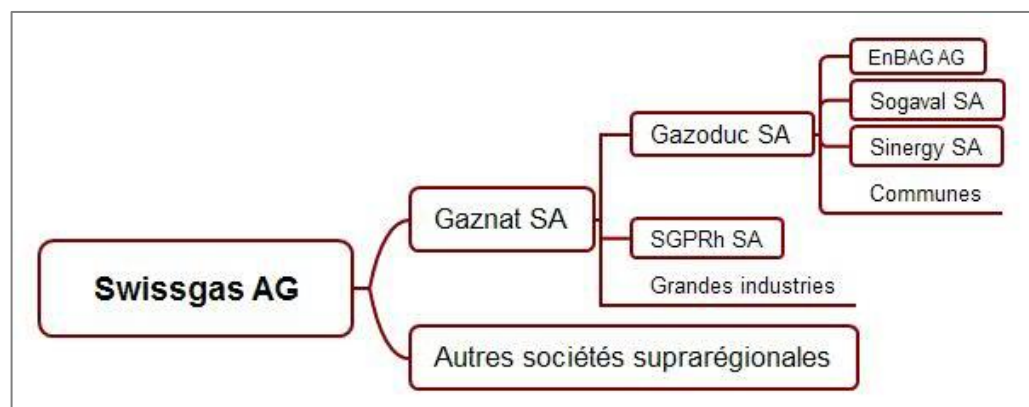 EnBAG AG
Sogaval SA
Gazoduc SA
Sinergy SA
Communes
Gaznat SA
SGPRh SA
Grandes industries
Swissgas AG
Autres sociétés suprarégionales